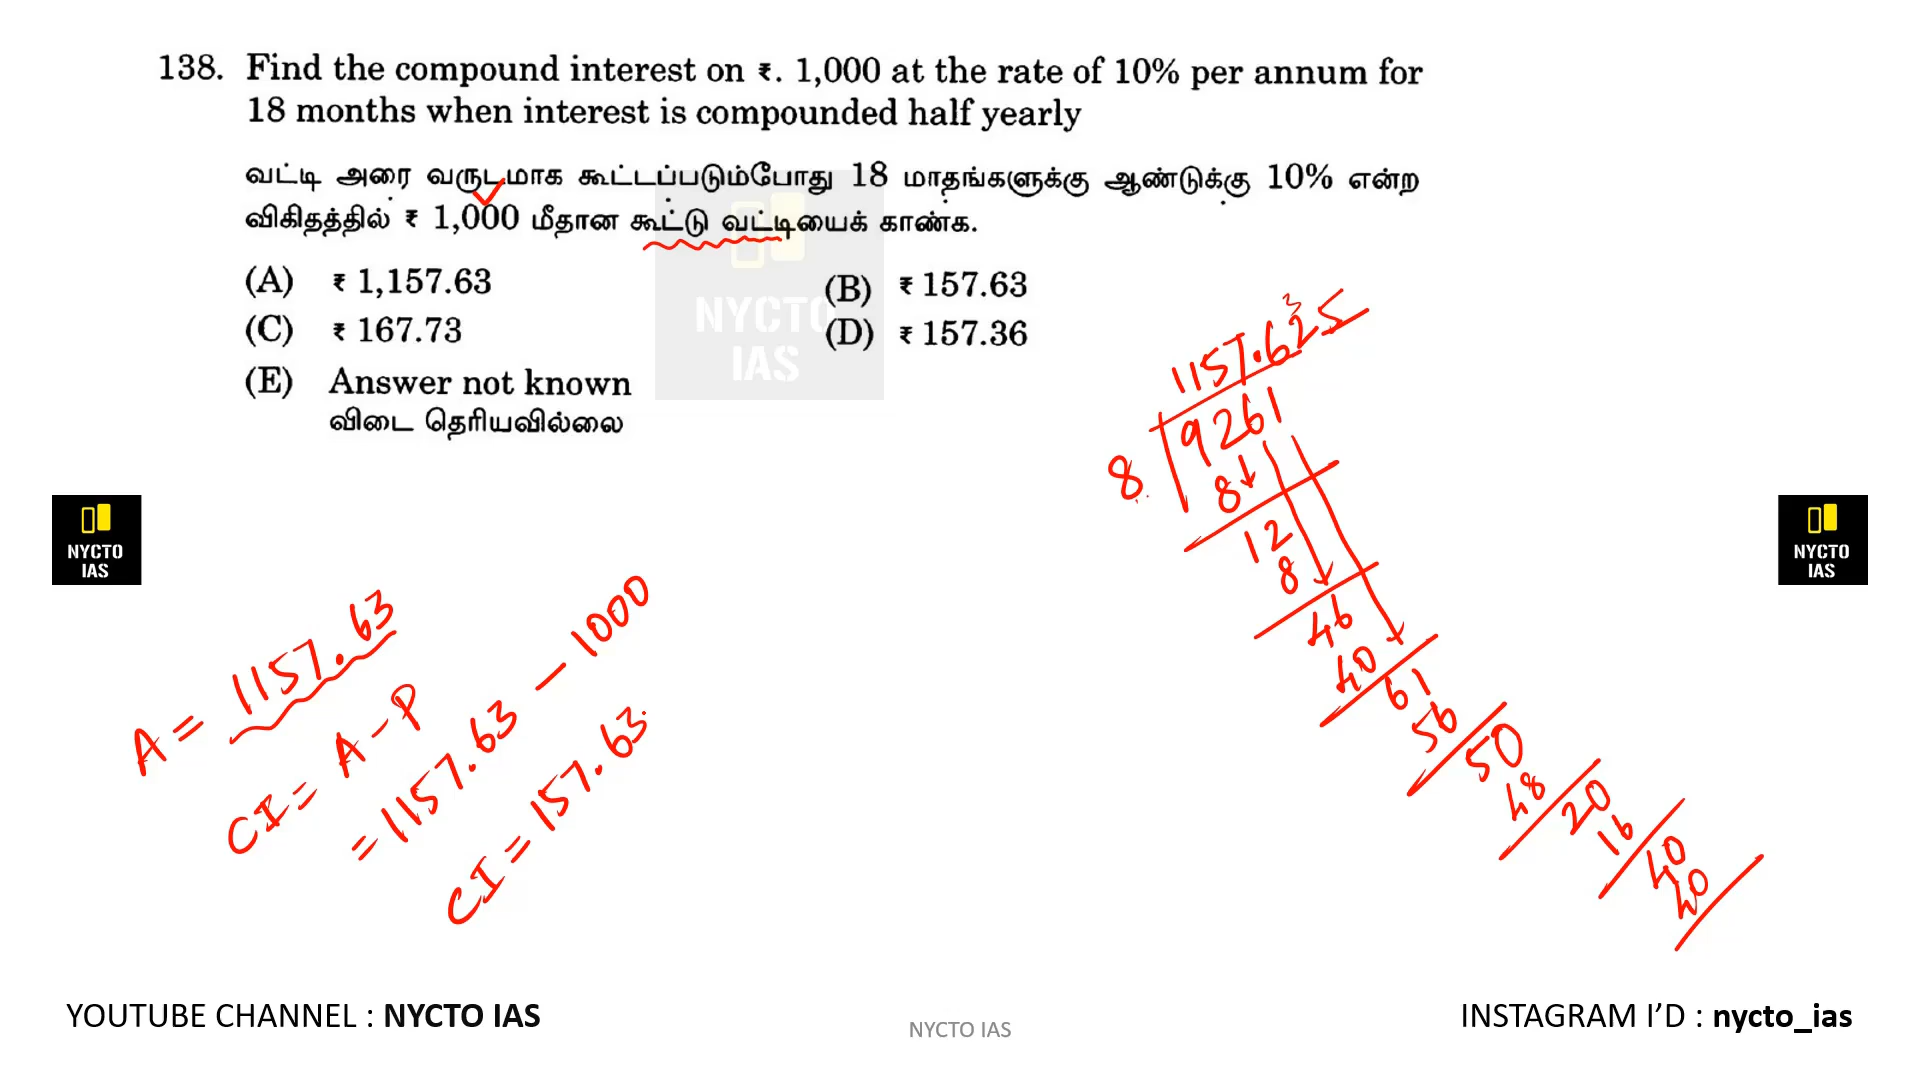 138. Find the compound interest on ₹. 1,000 at the rate of 10% per annum for
18 months when interest is compounded half yearly
வட்டி அரை வருடமாக கூட்டப்படும்போது 18 மாதங்களுக்கு ஆண்டுக்கு 10% என்ற
விகிதத்தில் ₹ 1,000 மீதான கூட்டு வட்டியைக் காண்க.
(A) ₹ 1,157.63
(B) ₹ 157.63
(C) ₹ 167.73
(D) ₹ 157.36
(E) Answer not known
விடை தெரியவில்லை
NYCTO
IAS
3
1157.625
8 9261
8
12
8
46
40
61
56
50
48
20
16
40
40
NYCTO
IAS
NYCTO
IAS
A = 1157.63
CI = A - P
= 1157.63 - 1000
CI = 157.63
YOUTUBE CHANNEL : NYCTO IAS
NYCTO IAS
INSTAGRAM I’D : nycto_ias